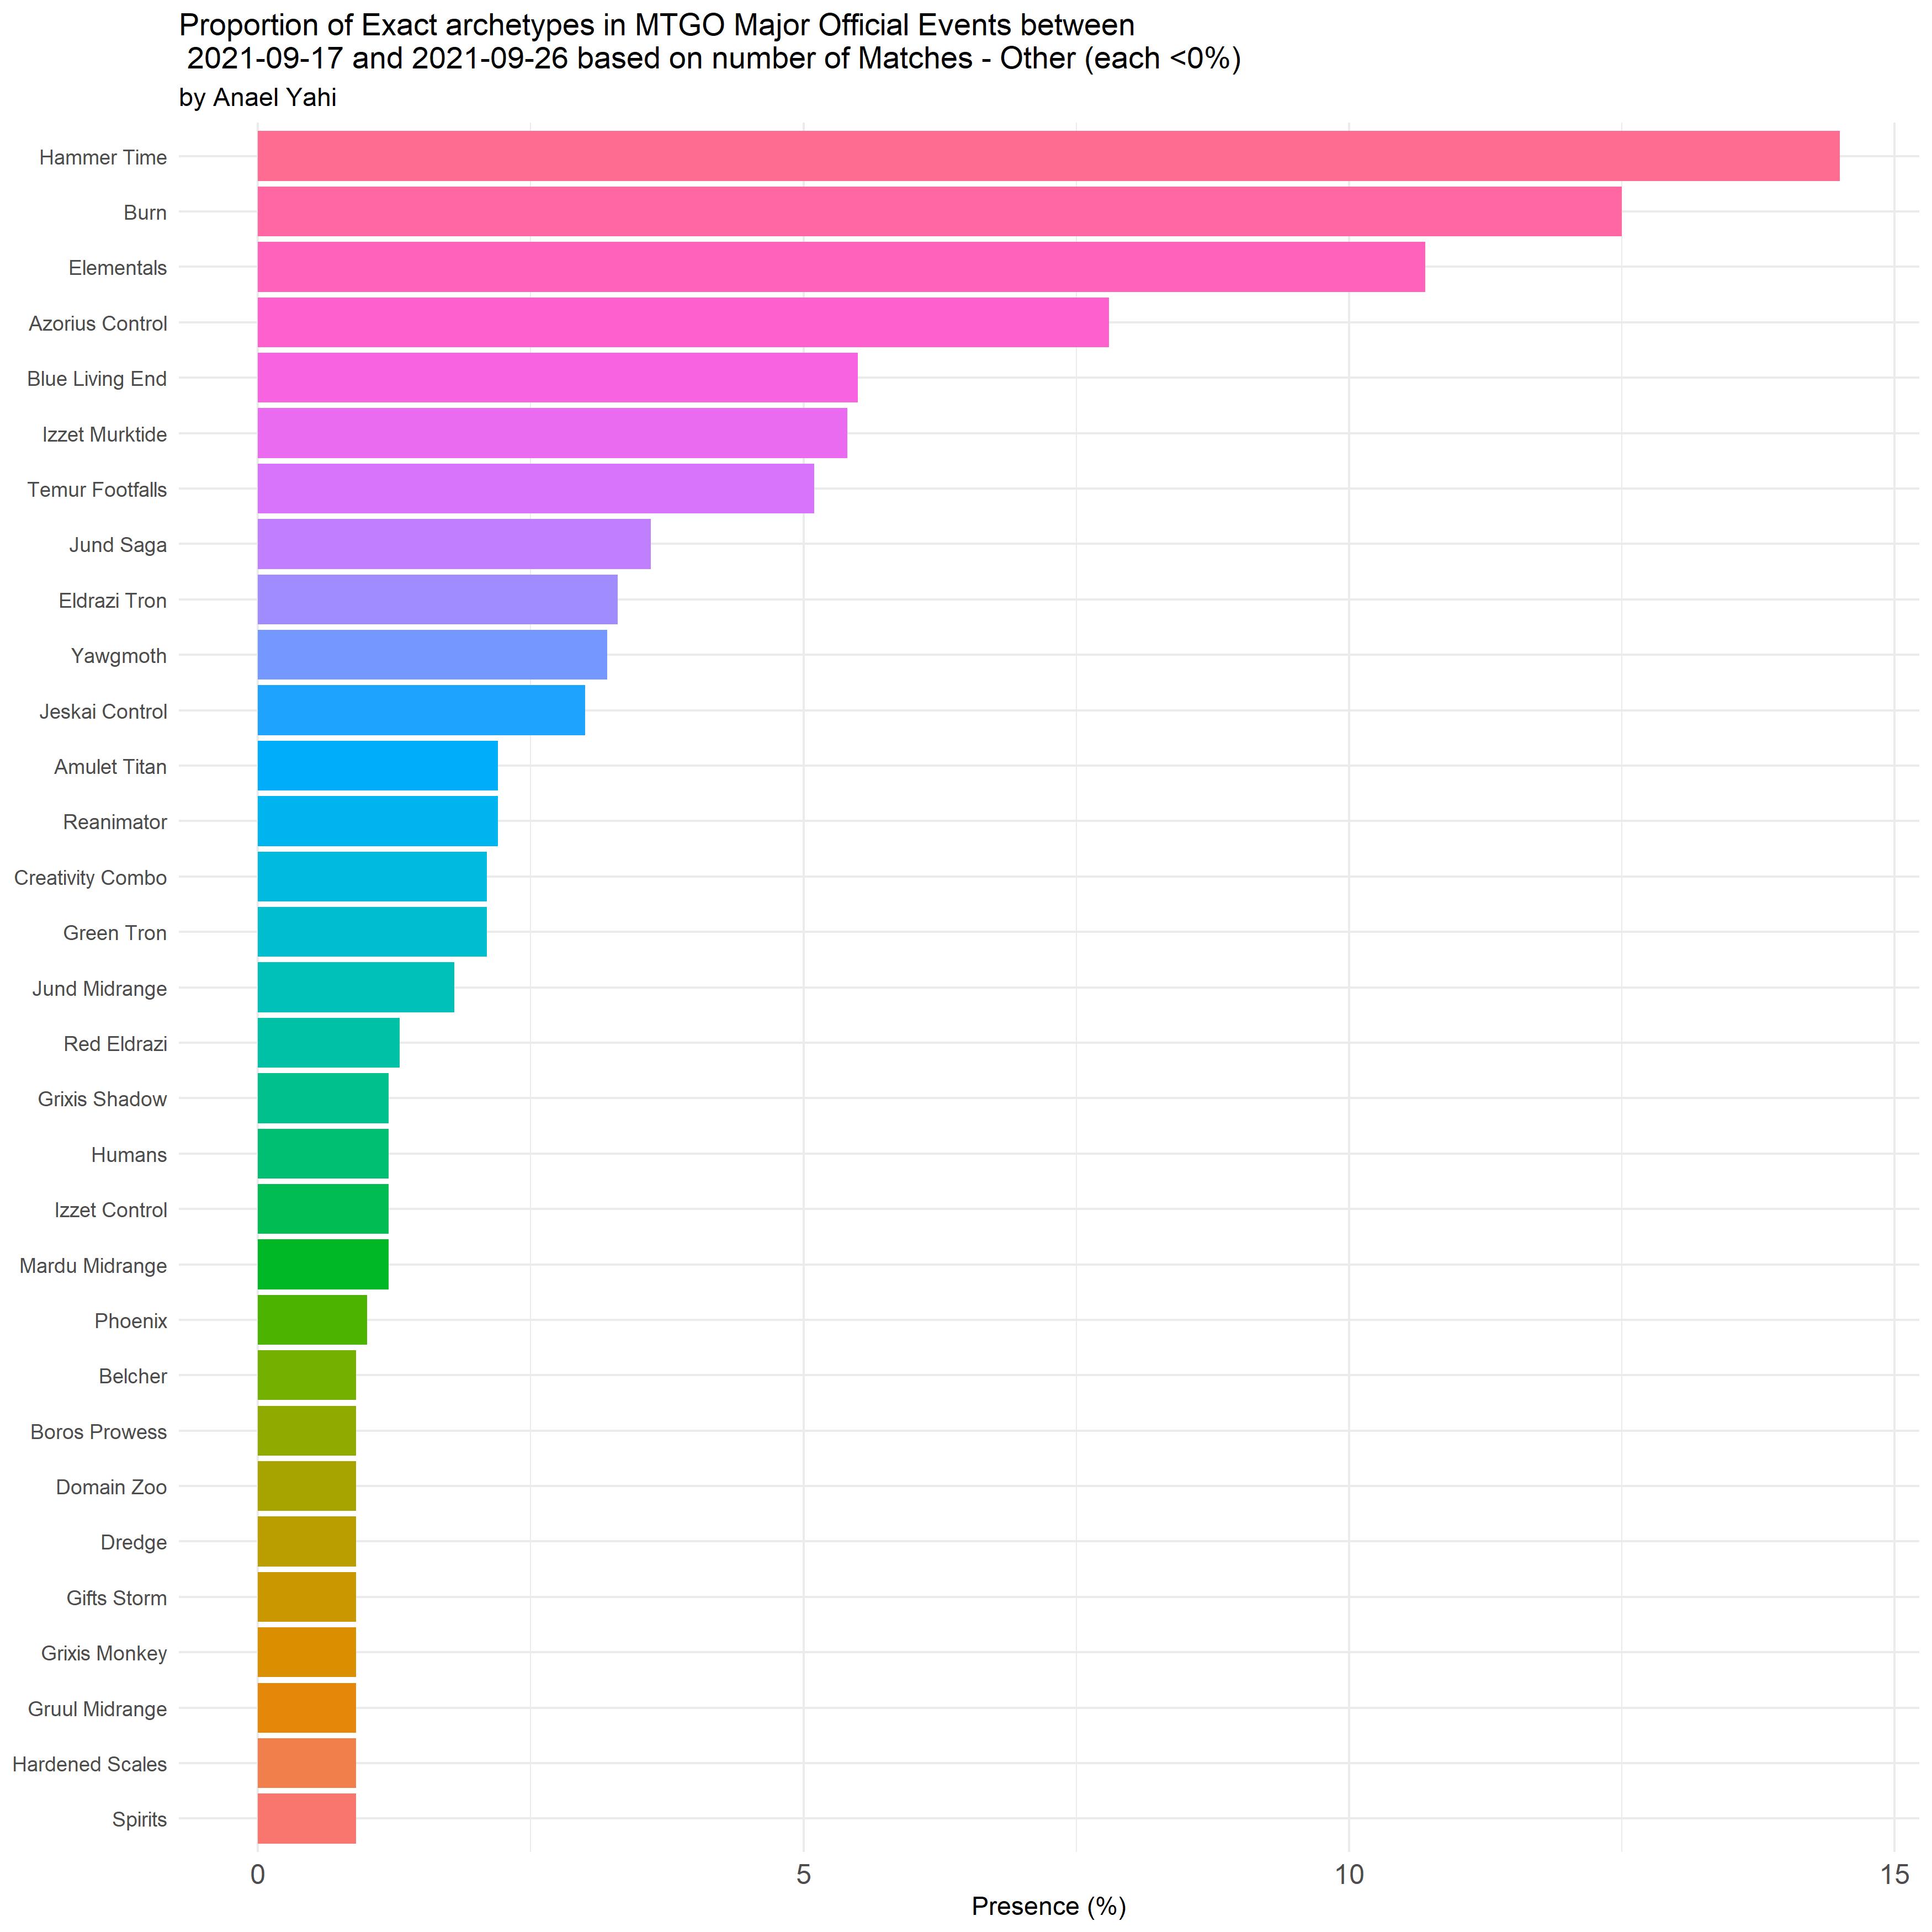 Proportion of Exact archetypes in MTGO Major Official Events between
2021-09-17 and 2021-09-26 based on number of Matches - Other (each <0%)
by Anael Yahi
Hammer Time
Burn
Elementals
Azorius Control
Blue Living End
Izzet Murktide
Temur Footfalls
Jund Saga
Eldrazi Tron
Yawgmoth
Jeskai Control
Amulet Titan
Reanimator
Creativity Combo
Green Tron
Jund Midrange
Red Eldrazi
Grixis Shadow
Humans
Izzet Control
Mardu Midrange
Phoenix
Belcher
Boros Prowess
Domain Zoo
Dredge
Gifts Storm
Grixis Monkey
Gruul Midrange
Hardened Scales
Spirits
0 5 10 15
Presence (%)